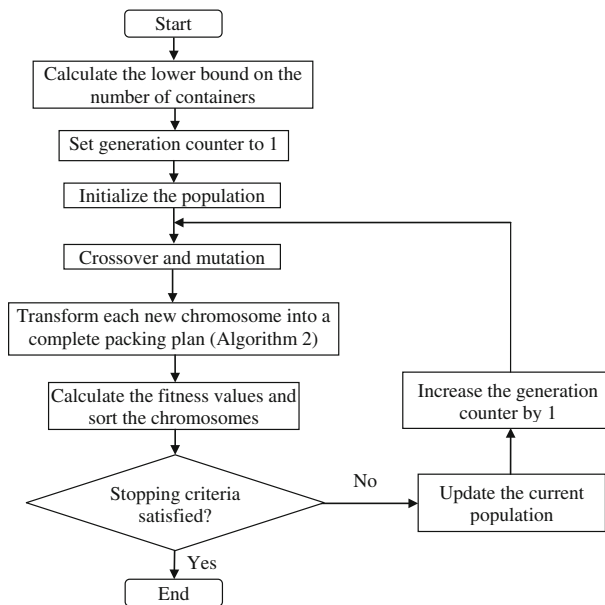 Start
Calculate the lower bound on the
number of containers
Set generation counter to 1
Initialize the population
Crossover and mutation
Transform each new chromosome into a
complete packing plan (Algorithm 2)
Calculate the fitness values and
sort the chromosomes
Stopping criteria
satisfied?
No
Update the current
population
Increase the generation
counter by 1
Yes
End